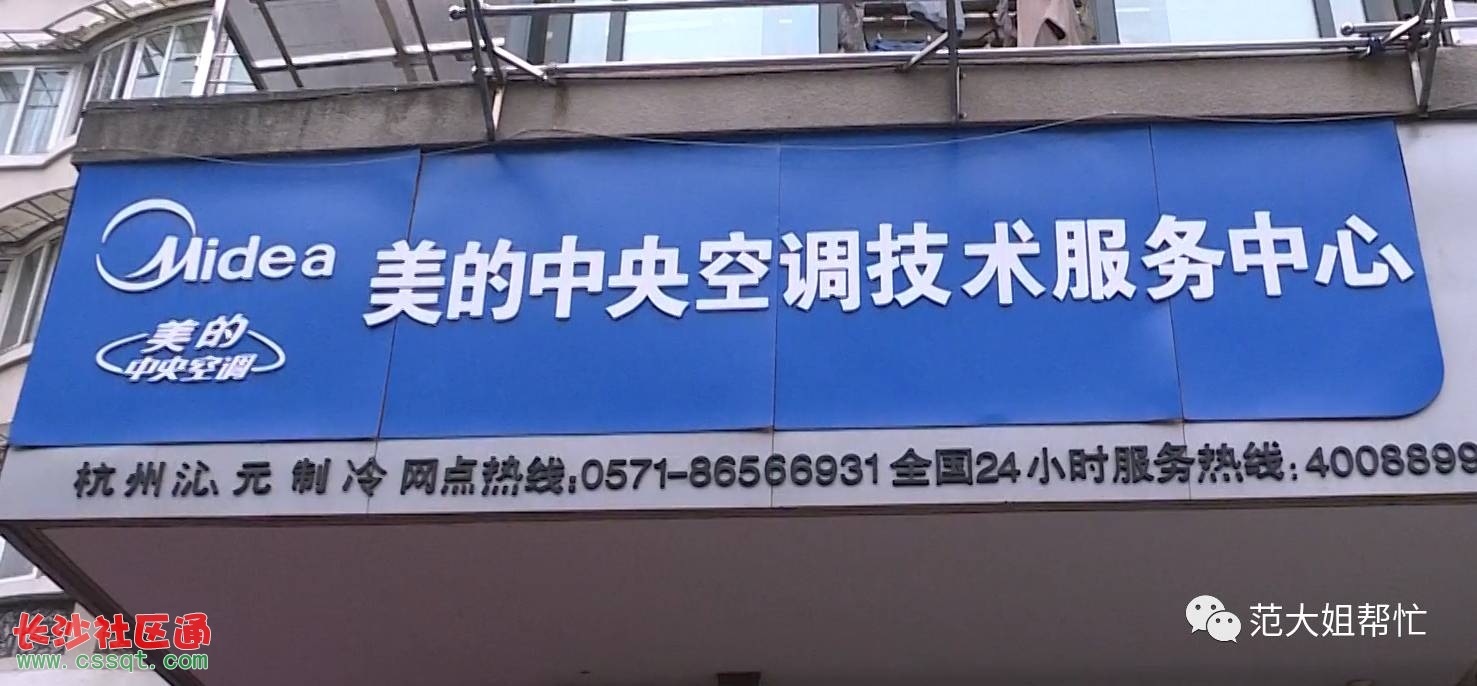 Midea
美的
中央空调
美的中央空调技术服务中心
杭州沁元制冷 网点热线:0571-86566931 全国24小时服务热线:4008899
长沙社区通
www.cssqt.com
范大姐帮忙